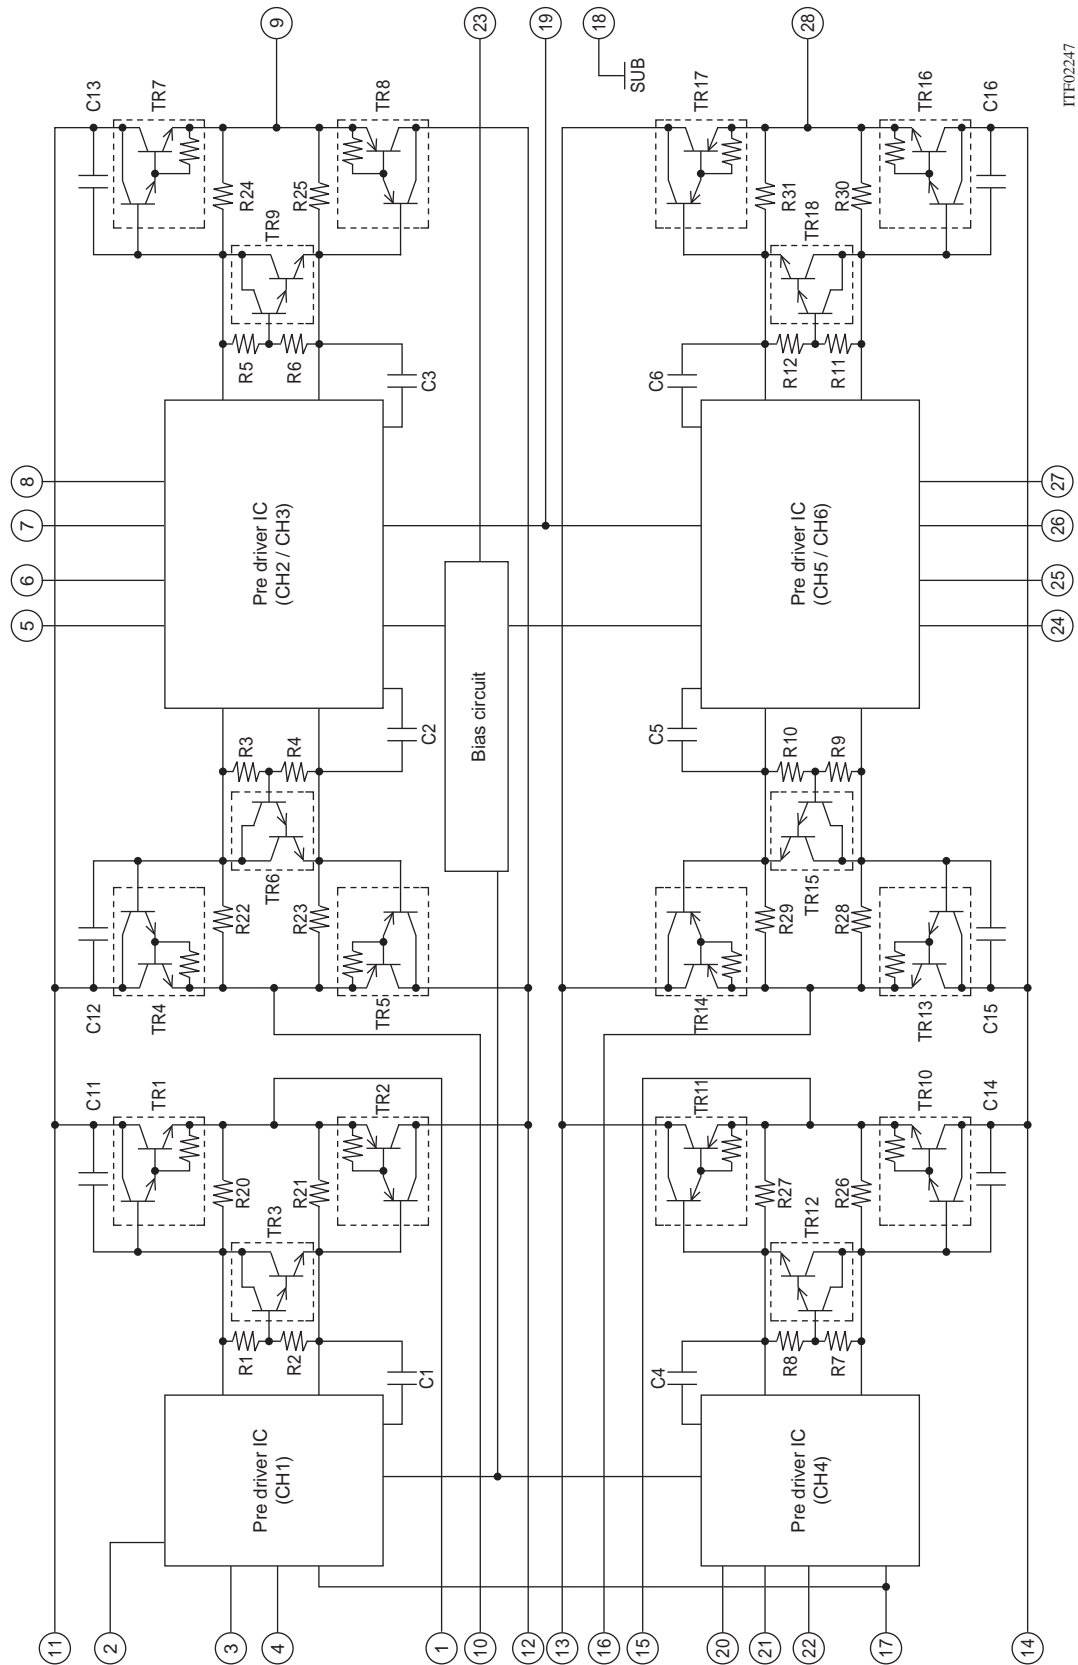 11
2
3
4
1
10
12
13
16
15
20
21
22
17
14
Pre driver IC
(CH1)
Pre driver IC
(CH4)
R1
R2
C1
C4
R8
R7
TR3
TR12
R20
R21
R27
R26
C11
TR1
TR2
TR11
TR10
C14
C12
TR4
TR5
TR14
TR13
C15
R22
R23
R29
R28
TR6
TR15
R3
R4
C2
C5
R10
R9
Bias circuit
5
6
7
8
Pre driver IC
(CH2 / CH3)
Pre driver IC
(CH5 / CH6)
24
25
26
27
R5
R6
C3
C6
R12
R11
TR9
TR18
R24
R25
R31
R30
C13
TR7
TR8
TR17
TR16
C16
9
23
19
18
SUB
28
ITF02247